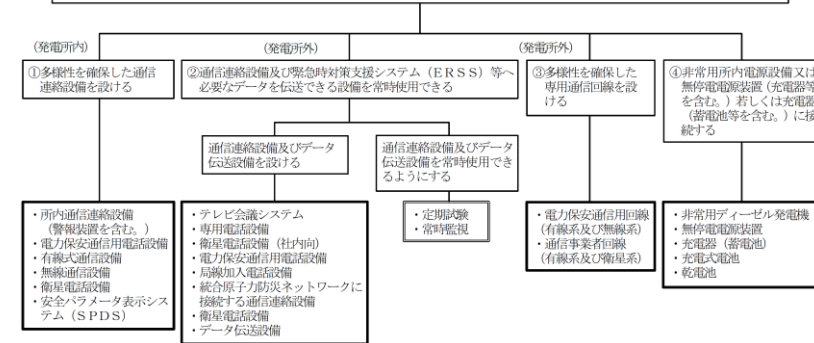 (発電所内)
(発電所外)
(発電所外)
①多様性を確保した通信
連絡設備を設ける
②通信連絡設備及び緊急時対策支援システム(ERSS)等へ
必要なデータを伝送できる設備を常時使用できる
③多様性を確保した
専用通信回線を設
ける
④非常用所内電源設備又は
無停電電源装置(充電器等
を含む。)若しくは充電器
(蓄電池等を含む。)に接
続する
通信連絡設備及びデータ
伝送設備を設ける
通信連絡設備及びデータ
伝送設備を常時使用でき
るようにする
・所内通信連絡設備
(警報装置を含む。)
・電力保安通信用電話設備
・有線式通信設備
・無線通信設備
・衛星電話設備
・安全パラメータ表示シス
テム(SPDS)
・テレビ会議システム
・専用電話設備
・衛星電話設備(社内向)
・電力保安通信用電話設備
・局線加入電話設備
・統合原子力防災ネットワークに
接続する通信連絡設備
・衛星電話設備
・データ伝送設備
・定期試験
・常時監視
・電力保安通信用回線
(有線系及び無線系)
・通信事業者回線
(有線系及び衛星系)
・非常用ディーゼル発電機
・無停電電源装置
・充電器(蓄電池)
・充電式電池
・乾電池